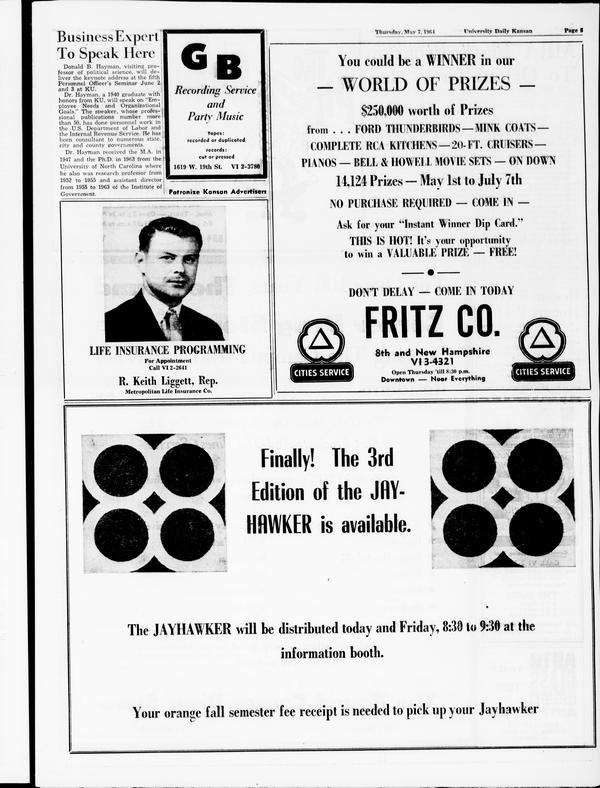 Thursday, May 7, 1964 University Daily Kansan Page
Business Expert
To Speak Here
Donald B. Hayman, visiting pro-
fessor of political science, will de-
liver the keynote address at the fifth
Personnel Officer's Seminar June 2
and 3 at KU.
Dr. Hayman, a 1940 graduate with
honors from KU, will speak on "Em-
ployee Needs and Organizational
Goals." The speaker, whose profes-
sional publications number more
than 50, has done personnel work in
the U.S. Department of Labor and
the Internal Revenue Service. He has
been consultant to numerous state,
city and county governments.
Dr. Hayman received the M.A. in
1947 and the Ph.D. in 1963 from the
University of North Carolina where
he also was research professor from
1952 to 1955 and assistant director
from 1955 to 1963 of the Institute of
Government.
G B
Recording Service
and
Party Music
tapes:
recorded or duplicated
records:
cut or pressed
1619 W. 19th St. VI 2-3780
Patronize Kansan Advertisers
LIFE INSURANCE PROGRAMMING
For Appointment
Call VI 2-2641
R. Keith Liggett, Rep.
Metropolitan Life Insurance Co.
You could be a WINNER in our
— WORLD OF PRIZES —
$250,000 worth of Prizes
from . . . FORD THUNDERBIRDS — MINK COATS —
COMPLETE RCA KITCHENS — 20-FT. CRUISERS —
PIANOS — BELL & HOWELL MOVIE SETS — ON DOWN
14,124 Prizes — May 1st to July 7th
NO PURCHASE REQUIRED — COME IN —
Ask for your "Instant Winner Dip Card."
THIS IS HOT! It's your opportunity
to win a VALUABLE PRIZE — FREE!
DON'T DELAY — COME IN TODAY
FRITZ CO.
8th and New Hampshire
VI 3-4321
Open Thursday 'till 8:30 p.m.
Downtown — Near Everything
CITIES SERVICE
CITIES SERVICE
Finally! The 3rd
Edition of the JAY-
HAWKER is available.
The JAYHAWKER will be distributed today and Friday, 8:30 to 9:30 at the
information booth.
Your orange fall semester fee receipt is needed to pick up your Jayhawker